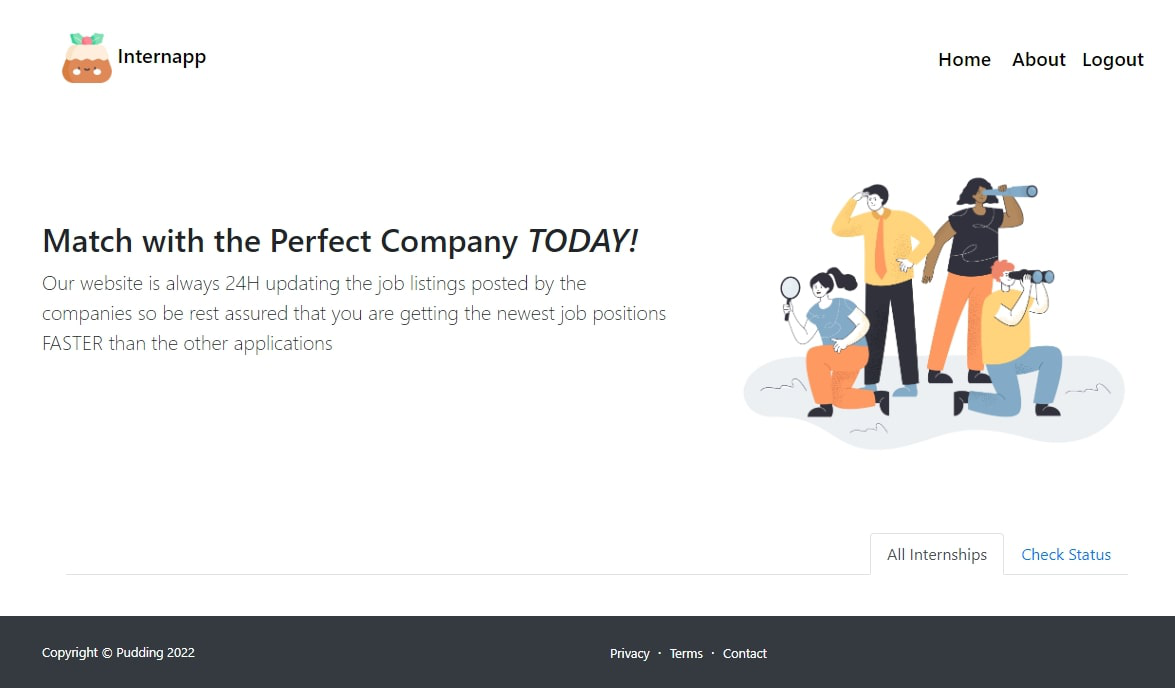 Internapp
Home About Logout
Match with the Perfect Company TODAY!
Our website is always 24H updating the job listings posted by the
companies so be rest assured that you are getting the newest job positions
FASTER than the other applications
All Internships Check Status
Copyright © Pudding 2022
Privacy · Terms · Contact